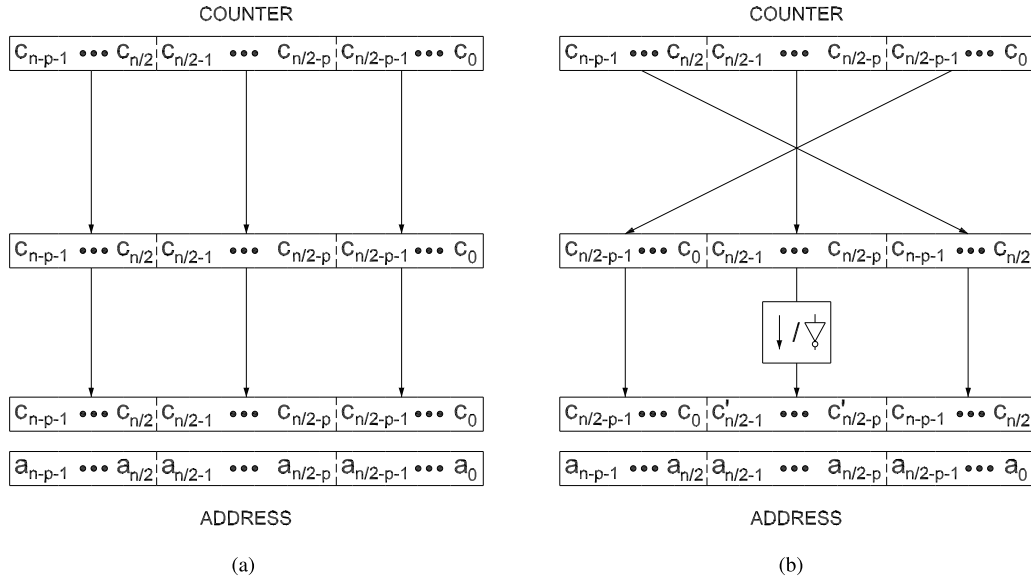 COUNTER
c_{n-p-1} ••• c_{n/2} c_{n/2-1} ••• c_{n/2-p} c_{n/2-p-1} ••• c_0
c_{n-p-1} ••• c_{n/2} c_{n/2-1} ••• c_{n/2-p} c_{n/2-p-1} ••• c_0
c_{n-p-1} ••• c_{n/2} c_{n/2-1} ••• c_{n/2-p} c_{n/2-p-1} ••• c_0
a_{n-p-1} ••• a_{n/2} a_{n/2-1} ••• a_{n/2-p} a_{n/2-p-1} ••• a_0
ADDRESS
(a)
COUNTER
c_{n-p-1} ••• c_{n/2} c_{n/2-1} ••• c_{n/2-p} c_{n/2-p-1} ••• c_0
c_{n/2-p-1} ••• c_0 c_{n/2-1} ••• c_{n/2-p} c_{n-p-1} ••• c_{n/2}
/
c_{n/2-p-1} ••• c_0 c'_{n/2-1} ••• c'_{n/2-p} c_{n-p-1} ••• c_{n/2}
a_{n-p-1} ••• a_{n/2} a_{n/2-1} ••• a_{n/2-p} a_{n/2-p-1} ••• a_0
ADDRESS
(b)